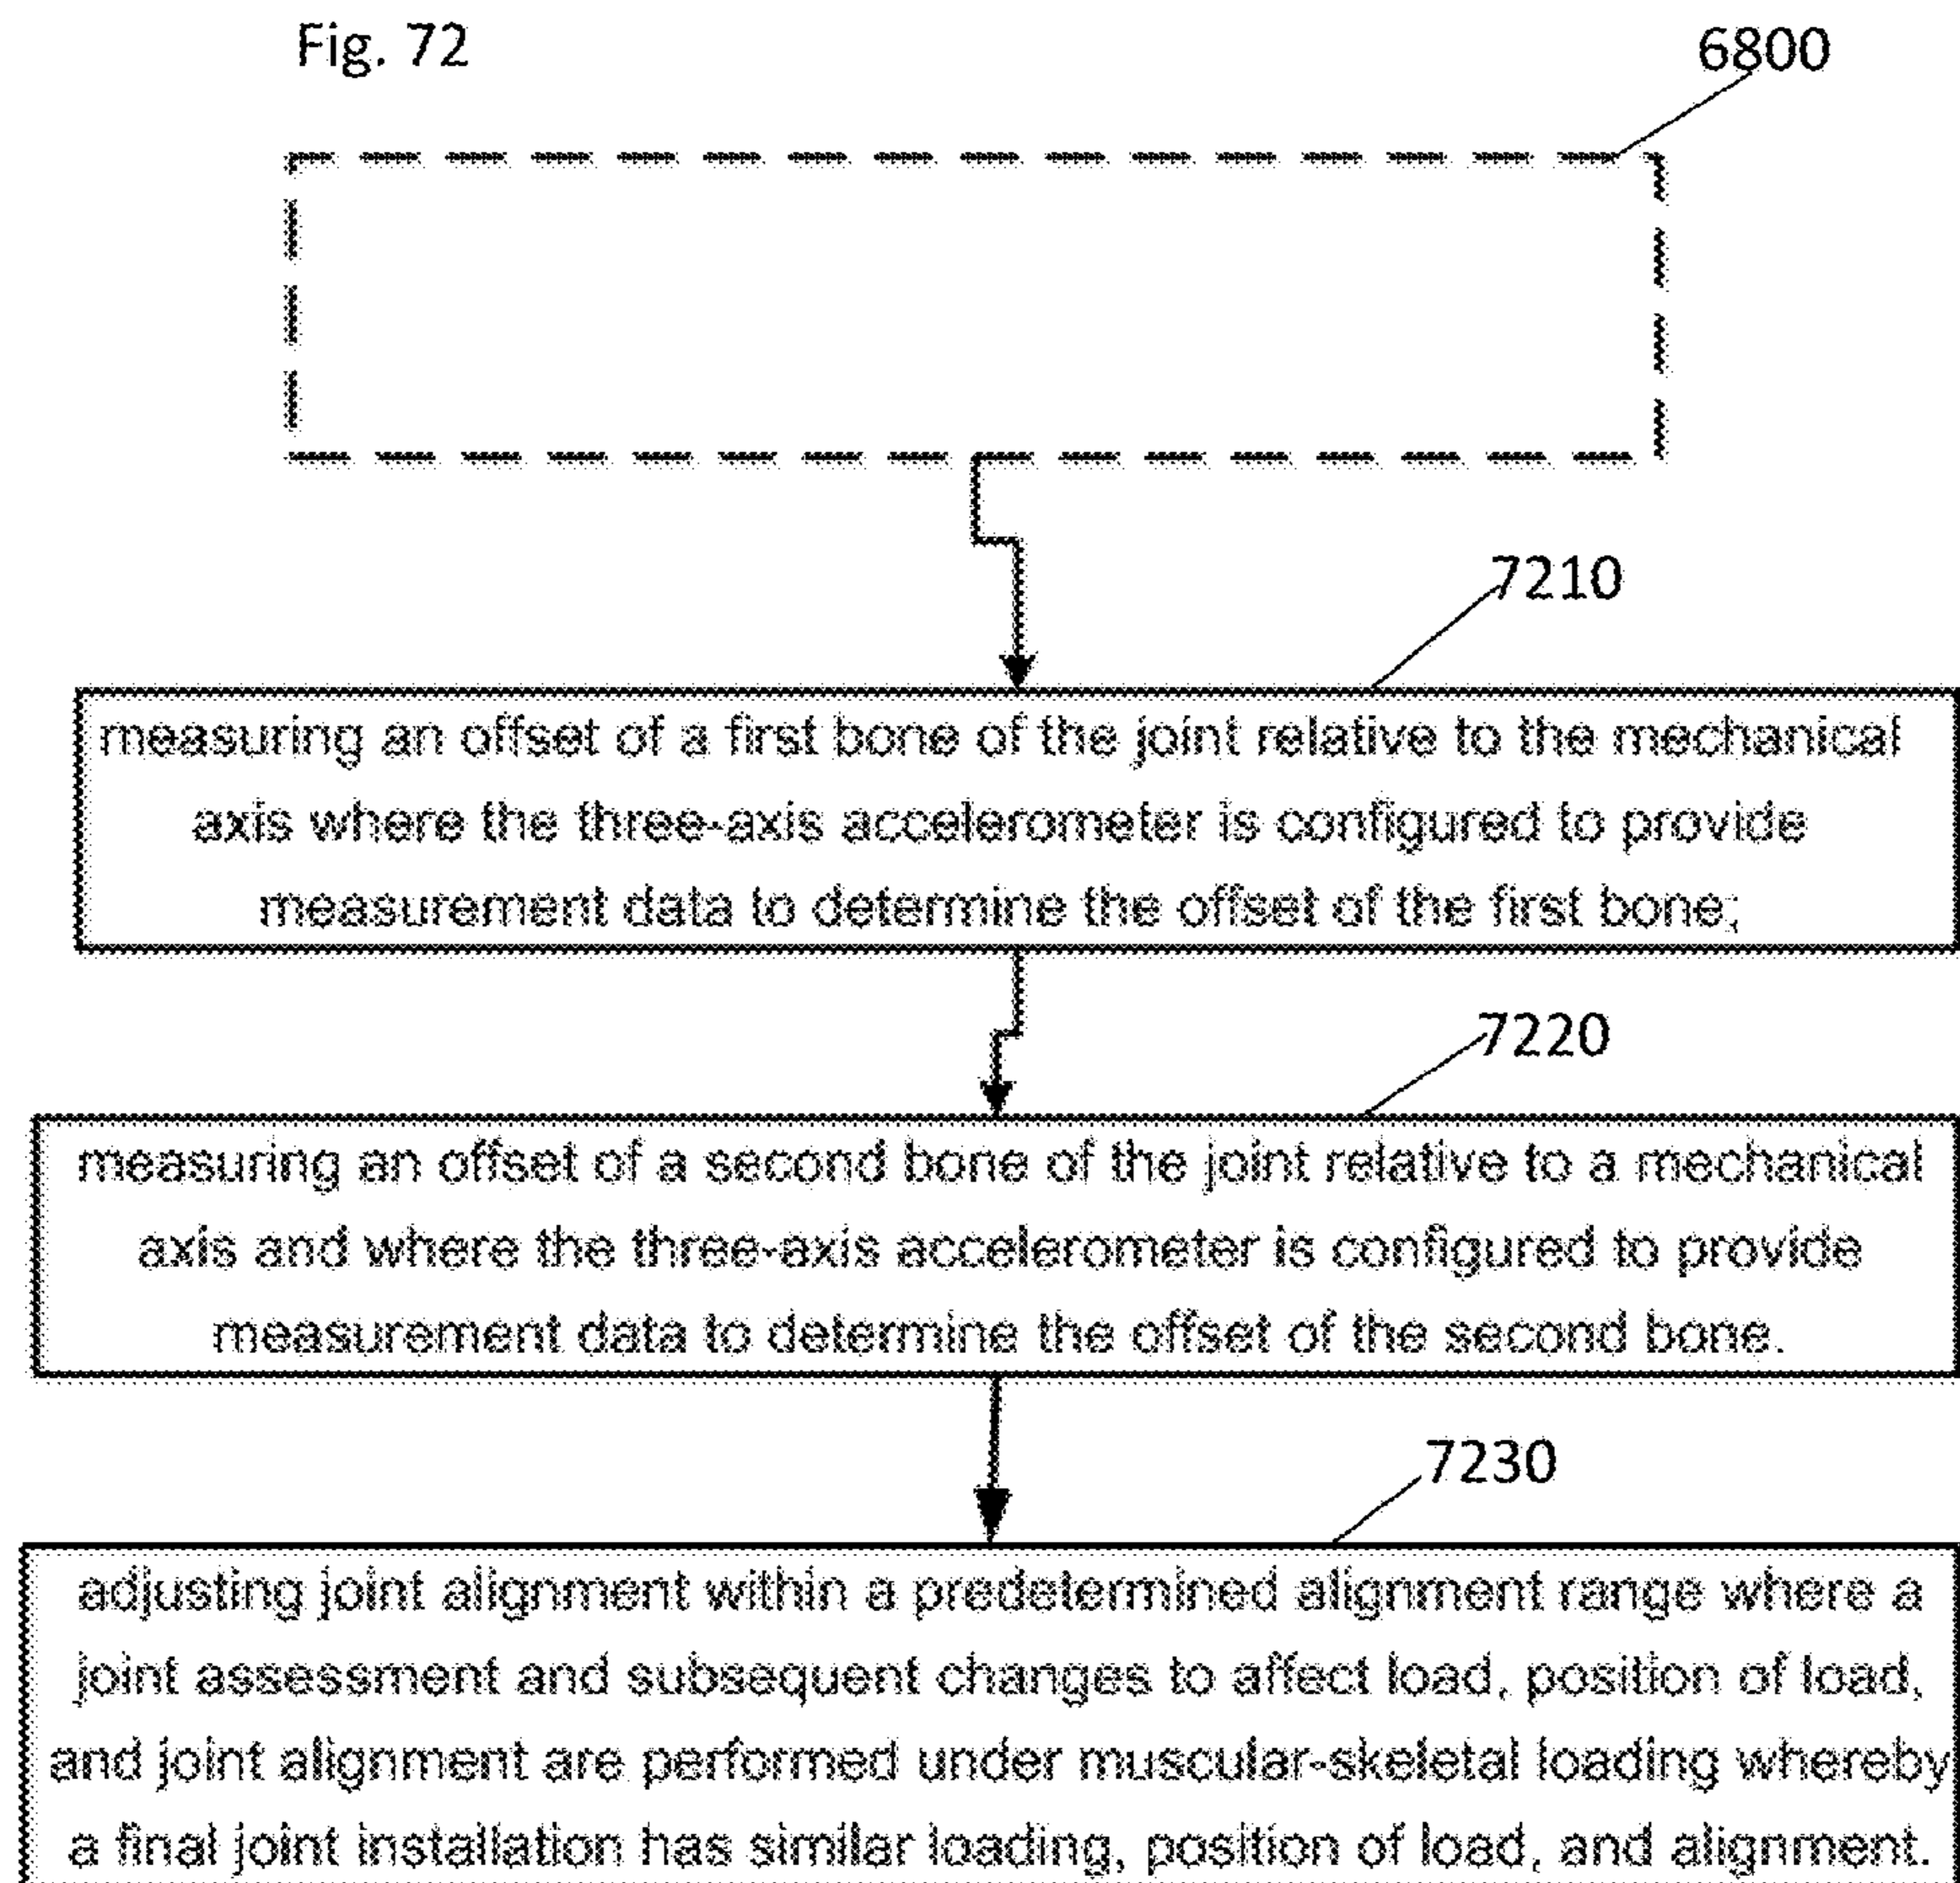 Fig. 72
6800
7210
measuring an offset of a first bone of the joint relative to the mechanical
axis where the three-axis accelerometer is configured to provide
measurement data to determine the offset of the first bone;
7220
measuring an offset of a second bone of the joint relative to a mechanical
axis and where the three-axis accelerometer is configured to provide
measurement data to determine the offset of the second bone.
7230
adjusting joint alignment within a predetermined alignment range where a
joint assessment and subsequent changes to affect load, position of load,
and joint alignment are performed under muscular-skeletal loading whereby
a final joint installation has similar loading, position of load, and alignment.